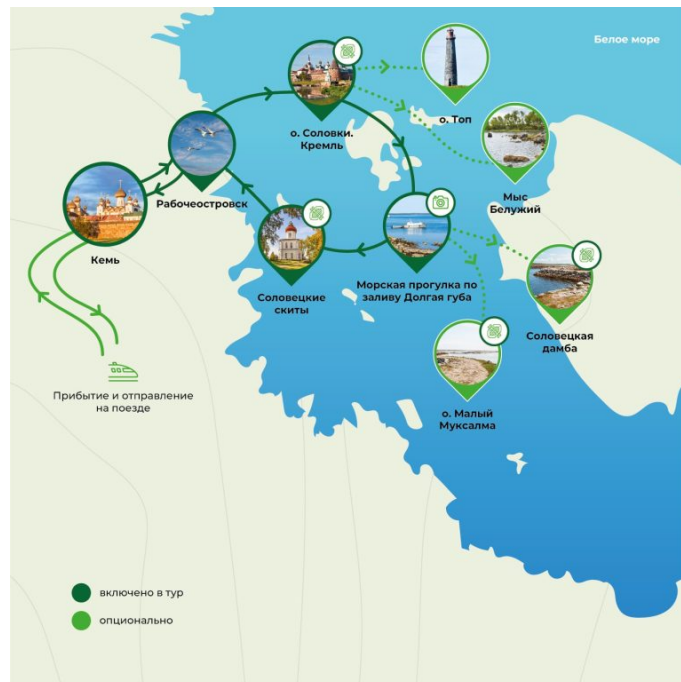 Белое море
о. Топ
о. Соловки.
Кремль
Мыс
Белужий
Рабочеостровск
Кемь
Соловецкие
скиты
Морская прогулка по
заливу Долгая губа
Соловецкая
дамба
Прибытие и отправление
на поезде
о. Малый
Муксалма
включено в тур
опционально